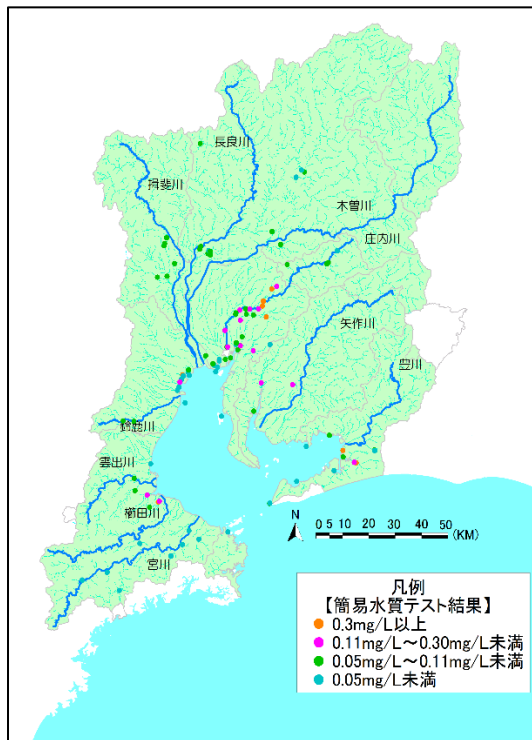 長良川
揖斐川
木曽川
庄内川
矢作川
豊川
鈴鹿川
雲出川
櫛田川
宮川
N
0 5 10 20 30 40 50
(KM)
凡例
【簡易水質テスト結果】
0.3mg/L以上
0.11mg/L～0.30mg/L未満
0.05mg/L～0.11mg/L未満
0.05mg/L未満